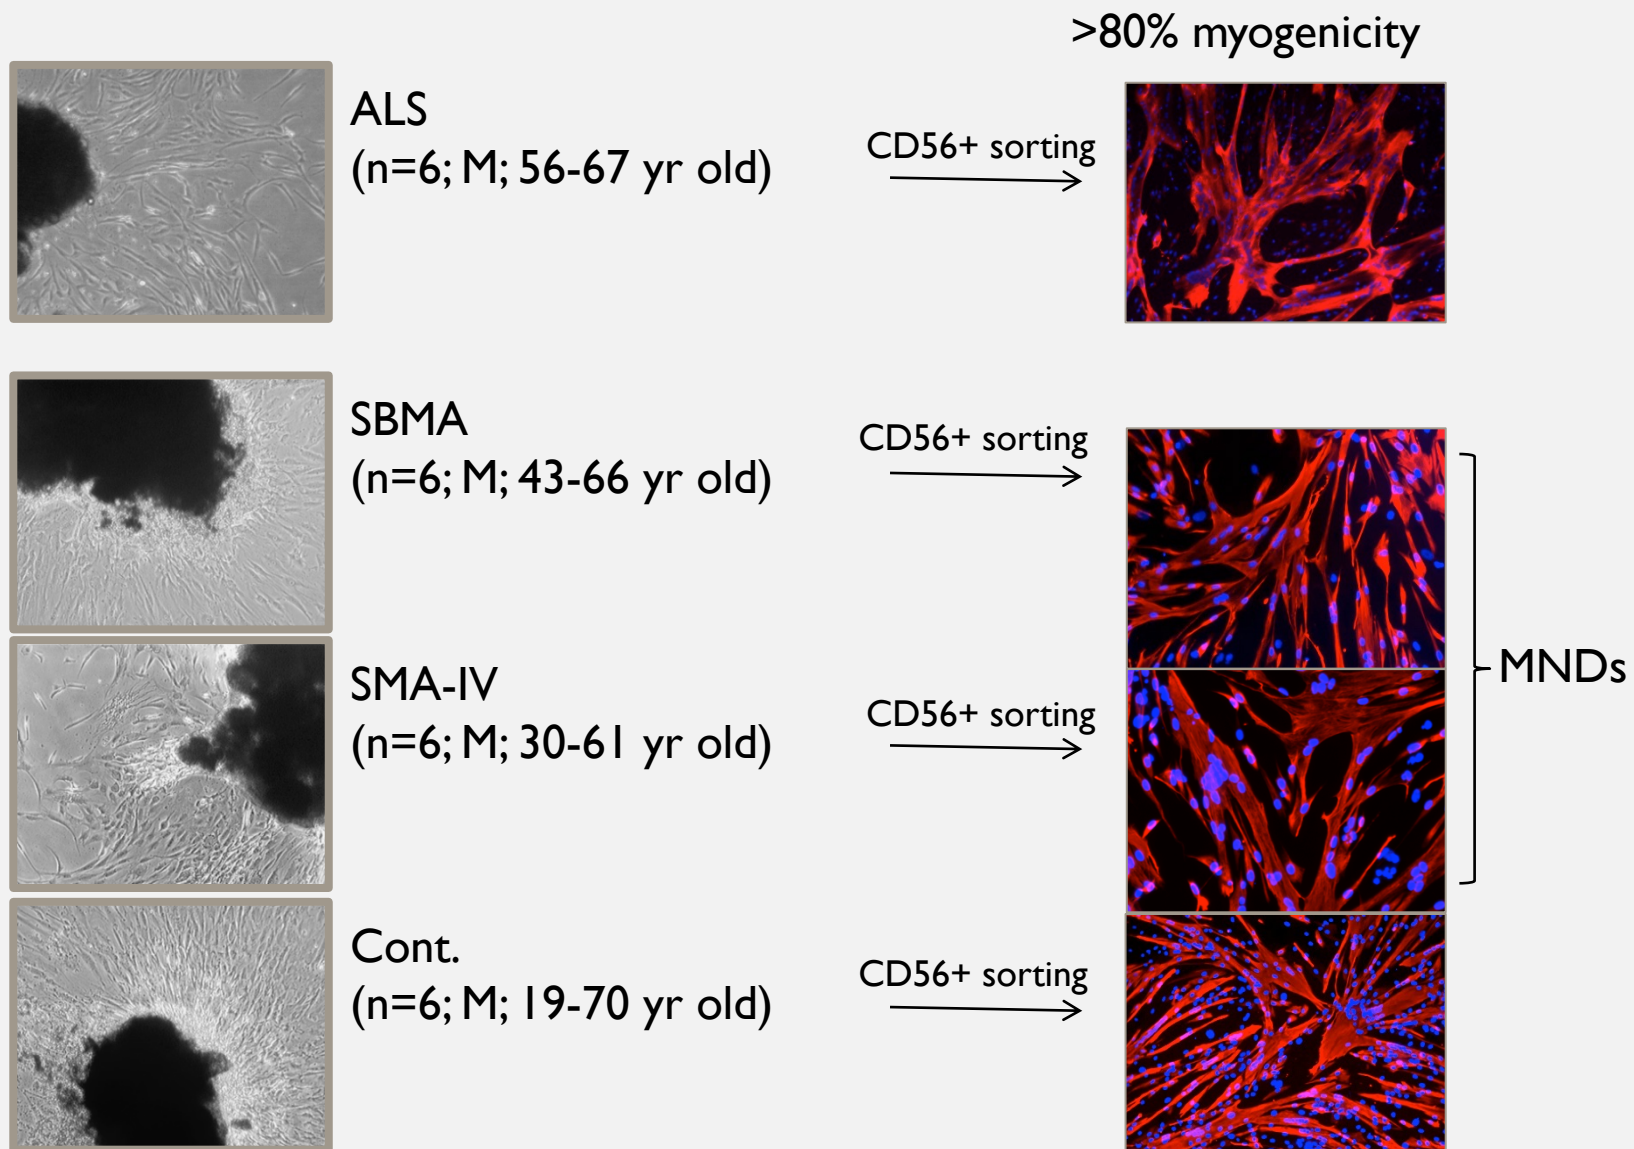 >80% myogenicity
ALS
(n=6; M; 56-67 yr old)
CD56+ sorting
SBMA
(n=6; M; 43-66 yr old)
CD56+ sorting
SMA-IV
(n=6; M; 30-61 yr old)
CD56+ sorting
MNDs
Cont.
(n=6; M; 19-70 yr old)
CD56+ sorting